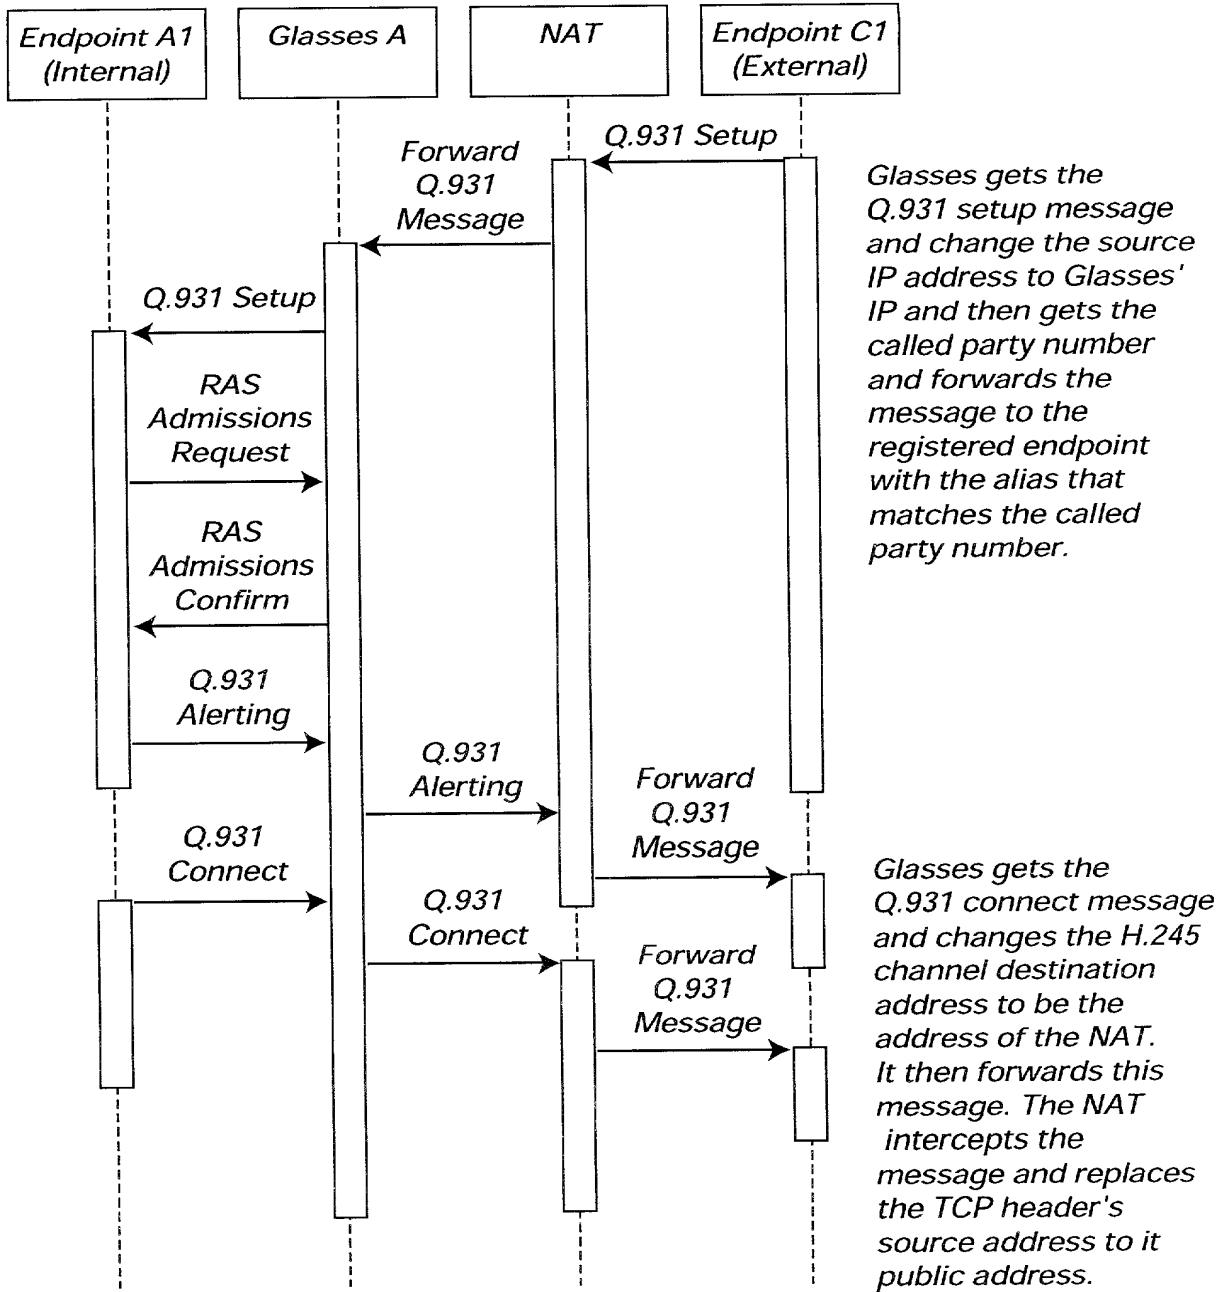 Endpoint A1
(Internal)
Glasses A
NAT
Endpoint C1
(External)
Q.931 Setup
Forward
Q.931
Message
Q.931 Setup
RAS
Admissions
Request
RAS
Admissions
Confirm
Q.931
Alerting
Q.931
Alerting
Forward
Q.931
Message
Q.931
Connect
Q.931
Connect
Forward
Q.931
Message
Glasses gets the
Q.931 setup message
and change the source
IP address to Glasses'
IP and then gets the
called party number
and forwards the
message to the
registered endpoint
with the alias that
matches the called
party number.
Glasses gets the
Q.931 connect message
and changes the H.245
channel destination
address to be the
address of the NAT.
It then forwards this
message. The NAT
intercepts the
message and replaces
the TCP header's
source address to it
public address.